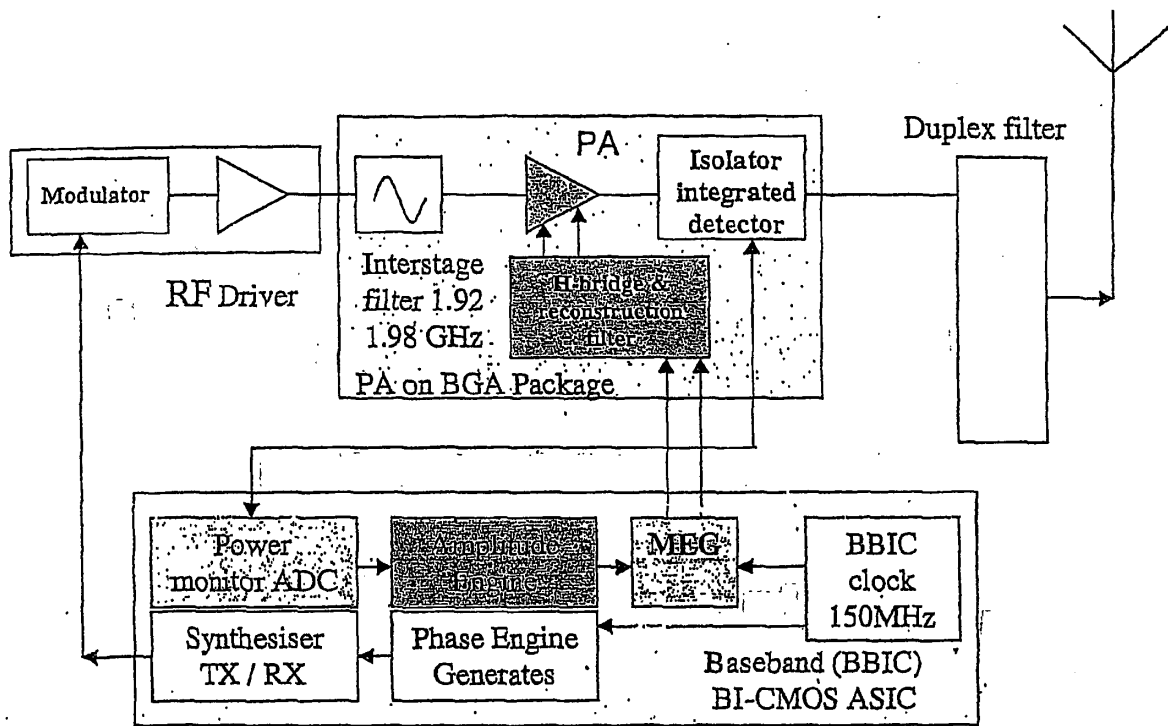 PA
Duplex filter
Isolator
integrated
detector
Modulator
RF Driver
Interstage
filter 1.92
1.98 GHz
H-bridge &
reconstruction
filter
PA on BGA Package
Power
monitor ADC
Amplitude
Engine
MEG
BBIC
clock
150MHz
Synthesiser
TX / RX
Phase Engine
Generates
Baseband (BBIC)
BI-CMOS ASIC